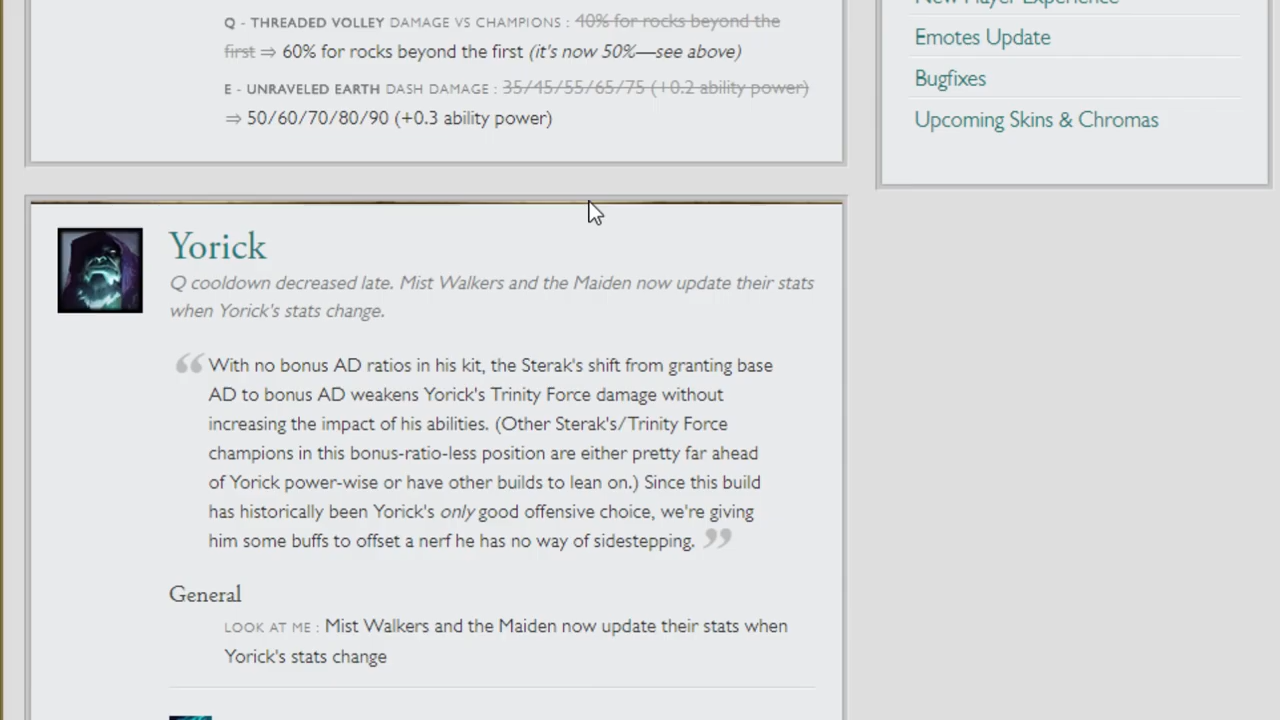 Q - THREADED VOLLEY DAMAGE VS CHAMPIONS : 40% for rocks beyond the
first ⇒ 60% for rocks beyond the first (it's now 50%—see above)
E - UNRAVELED EARTH DASH DAMAGE : 35/45/55/65/75 (+0.2 ability power)
⇒ 50/60/70/80/90 (+0.3 ability power)
Yorick
Q cooldown decreased late. Mist Walkers and the Maiden now update their stats
when Yorick's stats change.
“ With no bonus AD ratios in his kit, the Sterak's shift from granting base
AD to bonus AD weakens Yorick's Trinity Force damage without
increasing the impact of his abilities. (Other Sterak's/Trinity Force
champions in this bonus-ratio-less position are either pretty far ahead
of Yorick power-wise or have other builds to lean on.) Since this build
has historically been Yorick's only good offensive choice, we're giving
him some buffs to offset a nerf he has no way of sidestepping. ”
General
LOOK AT ME : Mist Walkers and the Maiden now update their stats when
Yorick's stats change
New Player Experience
Emotes Update
Bugfixes
Upcoming Skins & Chromas